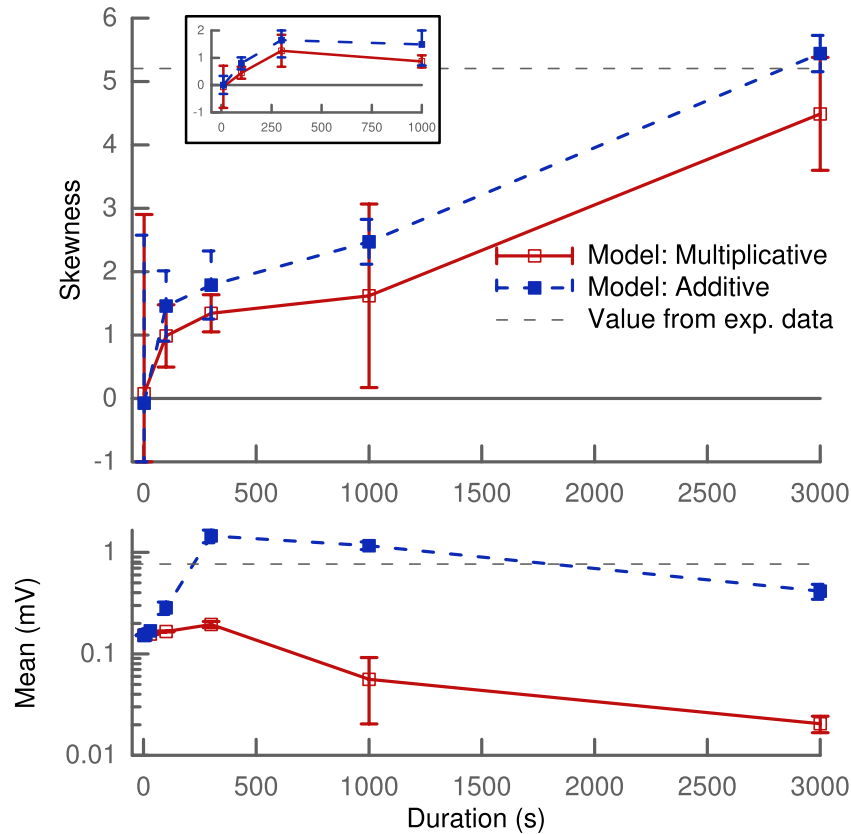 6
5
4
3
2
1
0
-1
Skewness
2
1
0
-1
0 250 500 750 1000
Model: Multiplicative
Model: Additive
Value from exp. data
0 500 1000 1500 2000 2500 3000
1
0.1
0.01
Mean (mV)
0 500 1000 1500 2000 2500 3000
Duration (s)